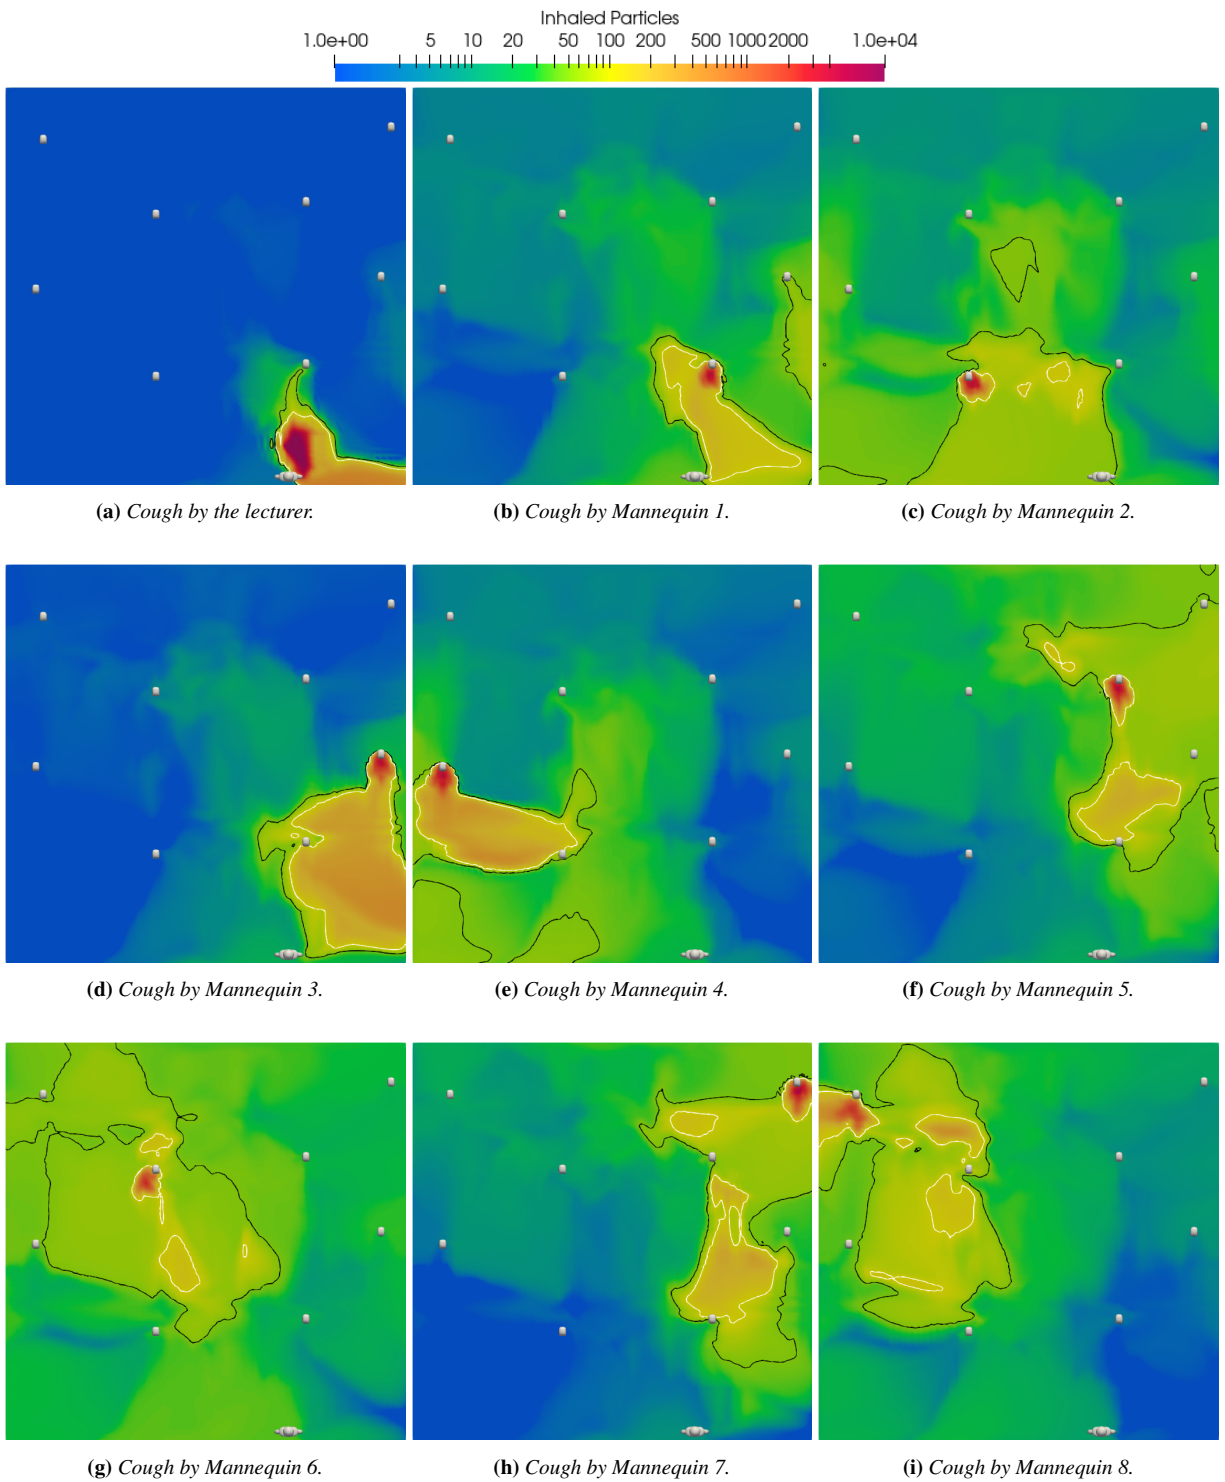 Inhaled Particles
1.0e+00 5 10 20 50 100 200 500 1000 2000 1.0e+04
(a) Cough by the lecturer.
(b) Cough by Mannequin 1.
(c) Cough by Mannequin 2.
(d) Cough by Mannequin 3.
(e) Cough by Mannequin 4.
(f) Cough by Mannequin 5.
(g) Cough by Mannequin 6.
(h) Cough by Mannequin 7.
(i) Cough by Mannequin 8.